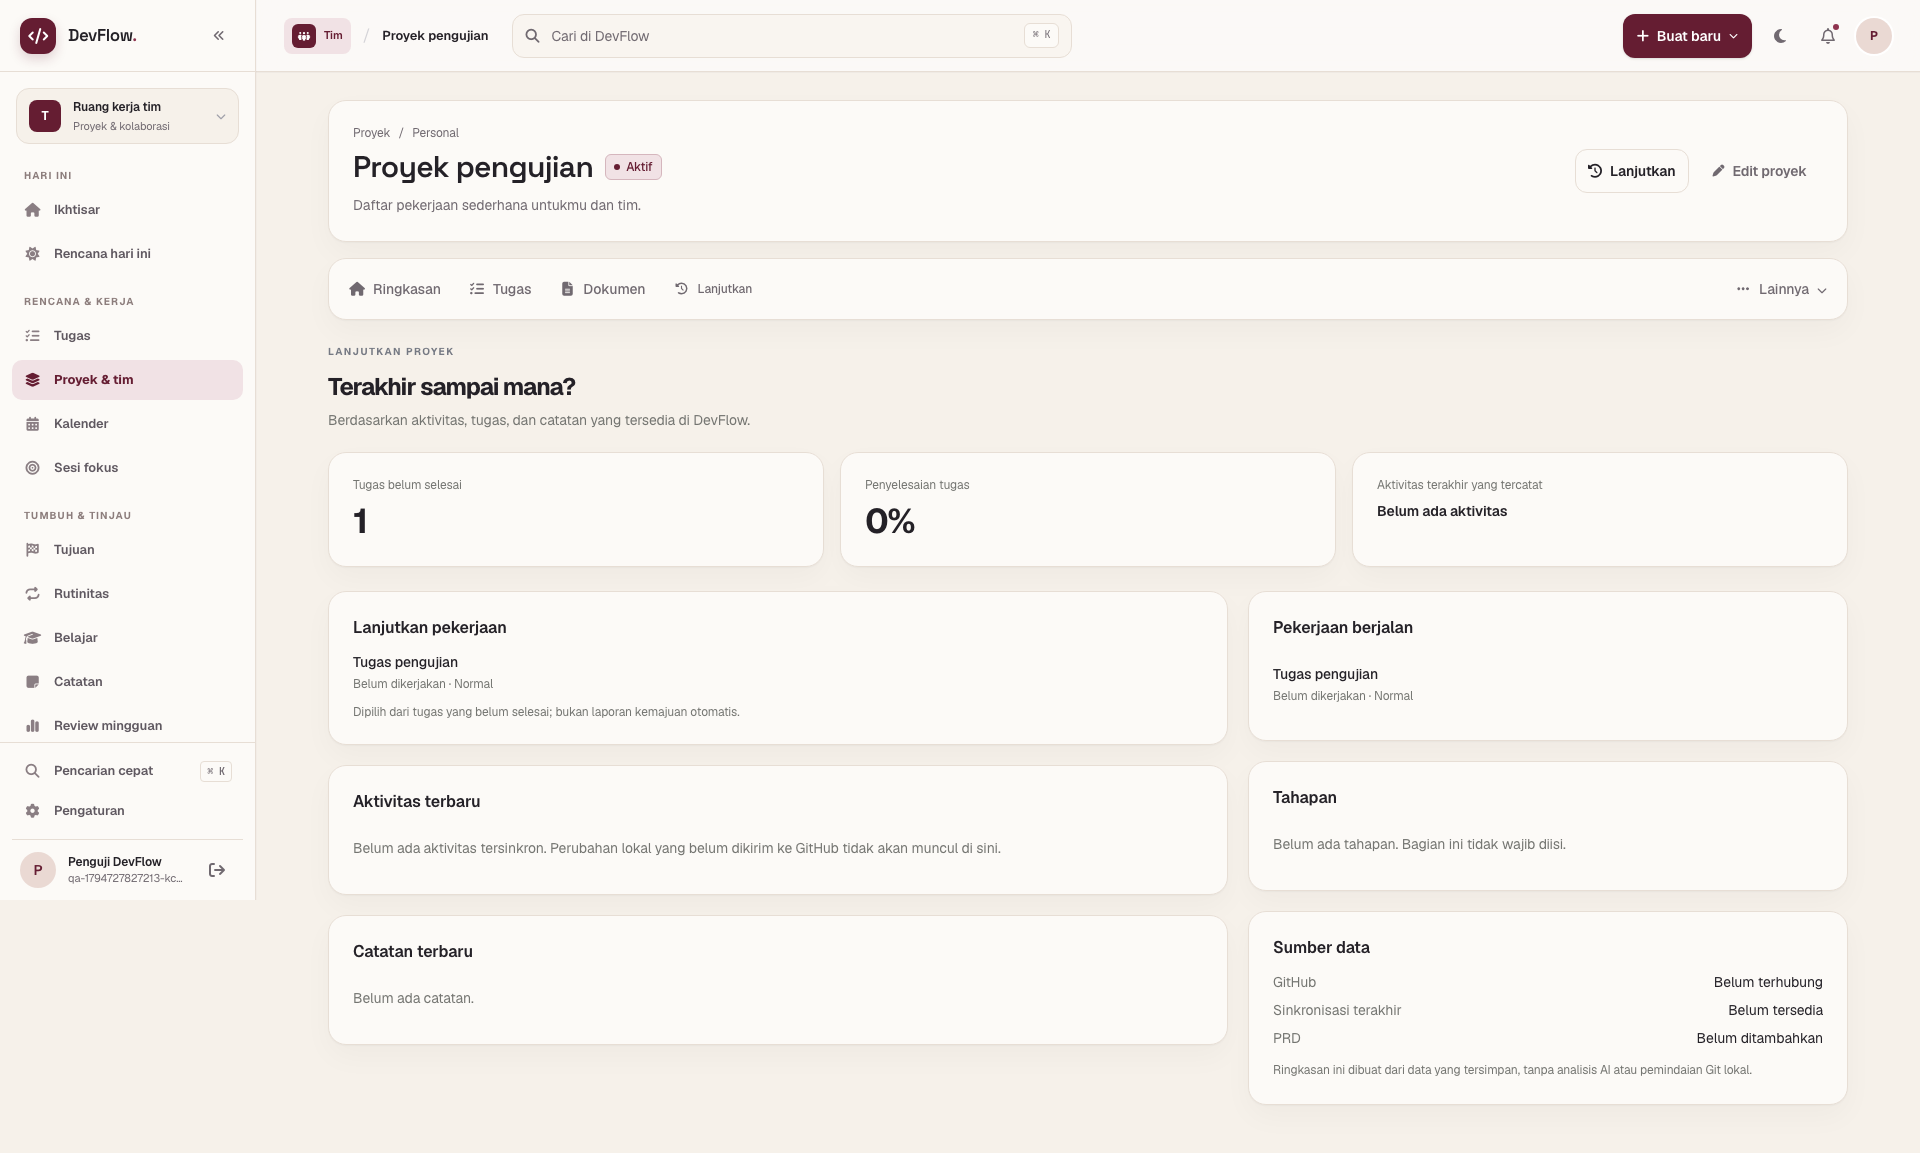 DevFlow.
Tim / Proyek pengujian
Cari di DevFlow
⌘ K
Buat baru
P
T
Ruang kerja tim
Proyek & kolaborasi
HARI INI
Ikhtisar
Rencana hari ini
RENCANA & KERJA
Tugas
Proyek & tim
Kalender
Sesi fokus
TUMBUH & TINJAU
Tujuan
Rutinitas
Belajar
Catatan
Review mingguan
Pencarian cepat
⌘ K
Pengaturan
P
Penguji DevFlow
qa-1794727827213-kc...
Proyek / Personal
Proyek pengujian
Aktif
Daftar pekerjaan sederhana untukmu dan tim.
Lanjutkan
Edit proyek
Ringkasan
Tugas
Dokumen
Lanjutkan
Lainnya
LANJUTKAN PROYEK
Terakhir sampai mana?
Berdasarkan aktivitas, tugas, dan catatan yang tersedia di DevFlow.
Tugas belum selesai
1
Penyelesaian tugas
0%
Aktivitas terakhir yang tercatat
Belum ada aktivitas
Lanjutkan pekerjaan
Tugas pengujian
Belum dikerjakan · Normal
Dipilih dari tugas yang belum selesai; bukan laporan kemajuan otomatis.
Aktivitas terbaru
Belum ada aktivitas tersinkron. Perubahan lokal yang belum dikirim ke GitHub tidak akan muncul di sini.
Catatan terbaru
Belum ada catatan.
Pekerjaan berjalan
Tugas pengujian
Belum dikerjakan · Normal
Tahapan
Belum ada tahapan. Bagian ini tidak wajib diisi.
Sumber data
GitHub Belum terhubung
Sinkronisasi terakhir Belum tersedia
PRD Belum ditambahkan
Ringkasan ini dibuat dari data yang tersimpan, tanpa analisis AI atau pemindaian Git lokal.